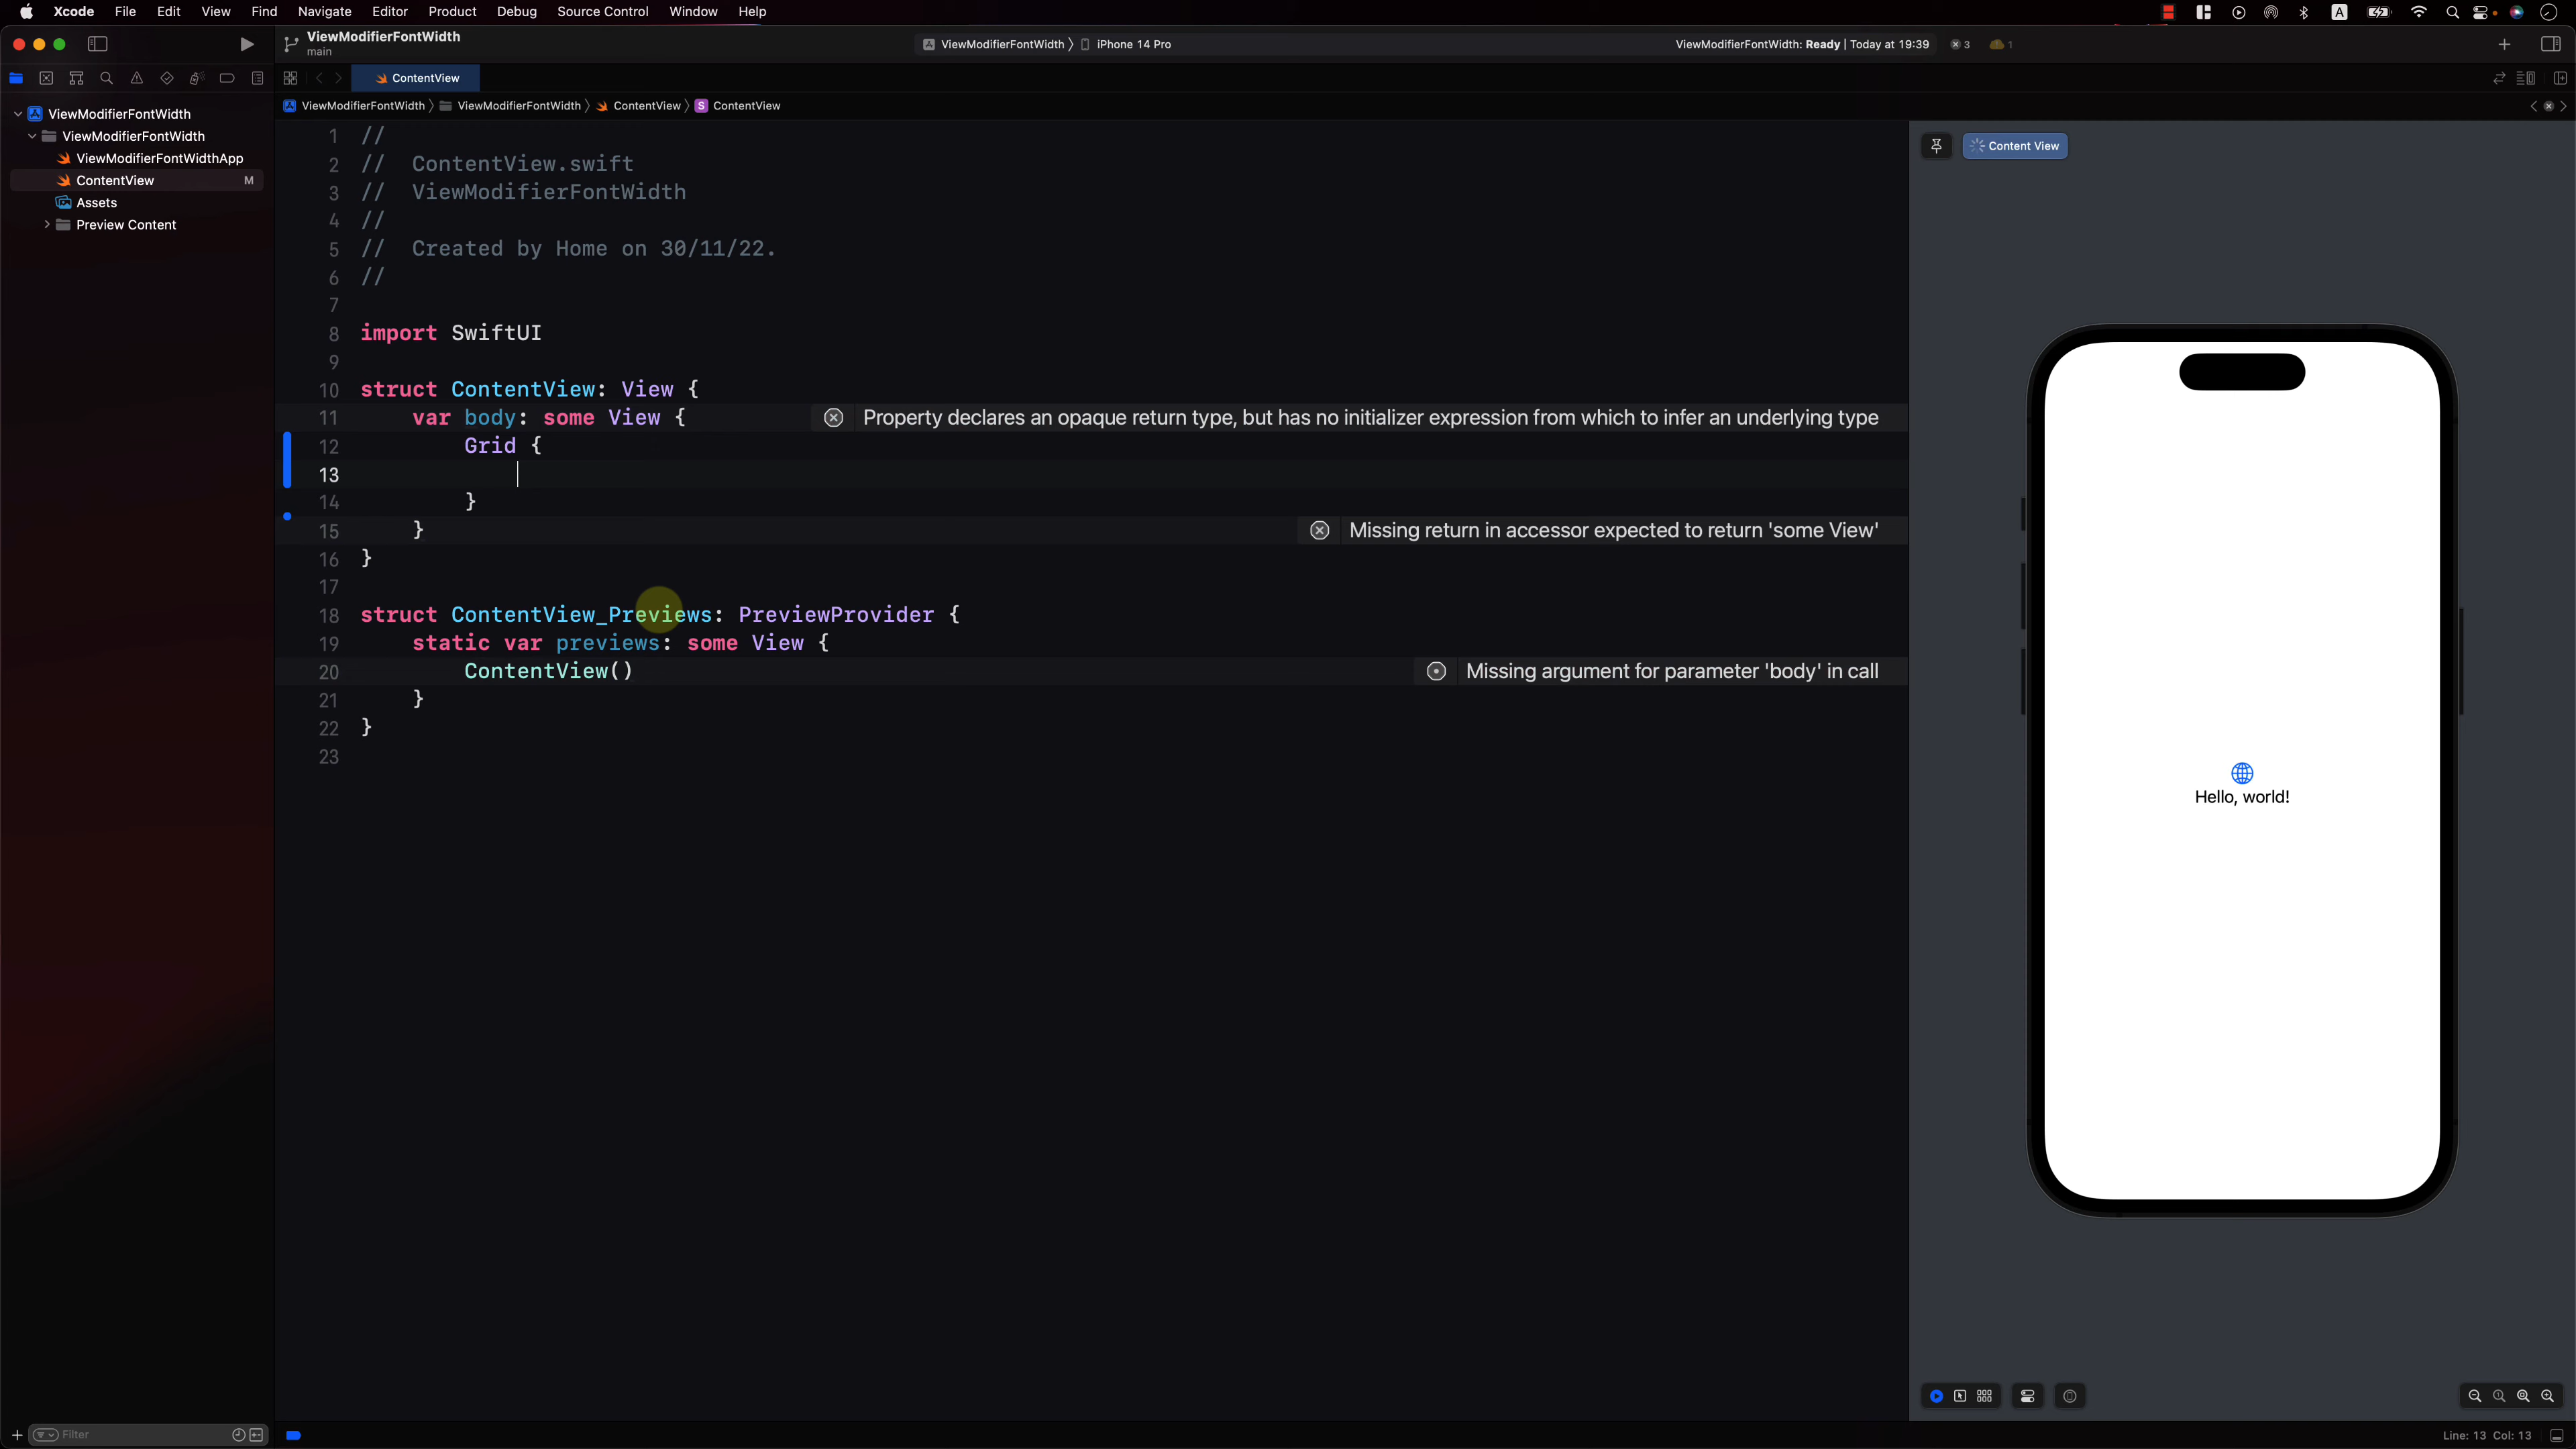 Xcode File Edit View Find Navigate Editor Product Debug Source Control Window Help
ViewModifierFontWidth
main
ViewModifierFontWidth 〉 iPhone 14 Pro
ViewModifierFontWidth: Ready | Today at 19:39
3
1
ContentView
ViewModifierFontWidth 〉 ViewModifierFontWidth 〉 ContentView 〉 S ContentView
ViewModifierFontWidth
ViewModifierFontWidth
ViewModifierFontWidthApp
ContentView M
Assets
Preview Content
1 //
2 //  ContentView.swift
3 //  ViewModifierFontWidth
4 //
5 //  Created by Home on 30/11/22.
6 //
7
8 import SwiftUI
9
10 struct ContentView: View {
11     var body: some View { Property declares an opaque return type, but has no initializer expression from which to infer an underlying type
12         Grid {
13
14         }
15     } Missing return in accessor expected to return 'some View'
16 }
17
18 struct ContentView_Previews: PreviewProvider {
19     static var previews: some View {
20         ContentView() Missing argument for parameter 'body' in call
21     }
22 }
23
Content View
Hello, world!
Filter
Line: 13 Col: 13